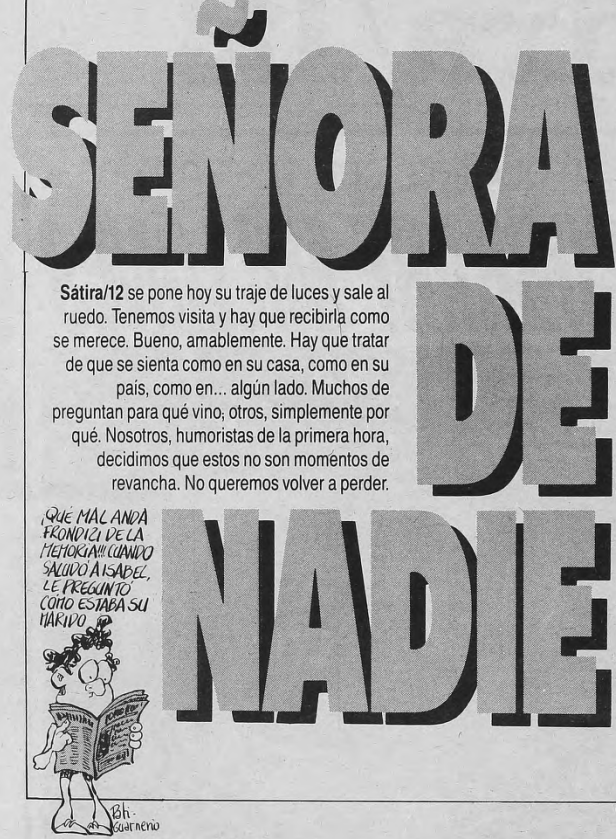 SEÑORA
DE
NADIE
Sátira/12 se pone hoy su traje de luces y sale al
ruedo. Tenemos visita y hay que recibirla como
se merece. Bueno, amablemente. Hay que tratar
de que se sienta como en su casa, como en su
país, como en... algún lado. Muchos de
preguntan para qué vino, otros, simplemente por
qué. Nosotros, humoristas de la primera hora,
decidimos que estos no son momentos de
revancha. No queremos volver a perder.
¡QUÉ MAL ANDA
FRONDIZI DE LA
MEMORIA!!! CUANDO
SALUDÓ A ISABEL,
LE PREGUNTÓ
CÓMO ESTABA SU
MARIDO
Pati-
Guarnerio